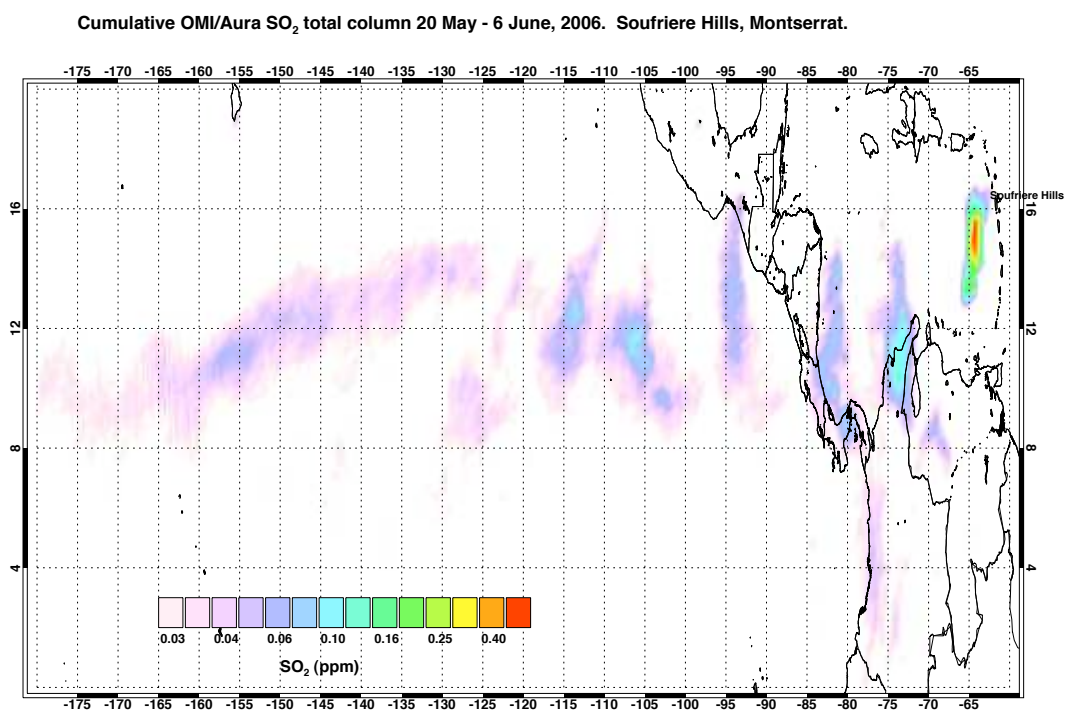 Cumulative OMI/Aura SO2 total column 20 May - 6 June, 2006. Soufriere Hills, Montserrat.
-175 -170 -165 -160 -155 -150 -145 -140 -135 -130 -125 -120 -115 -110 -105 -100 -95 -90 -85 -80 -75 -70 -65
Soufriere Hills
16 16
12 12
8 8
4 4
0.03 0.04 0.06 0.10 0.16 0.25 0.40
SO2 (ppm)
-175 -170 -165 -160 -155 -150 -145 -140 -135 -130 -125 -120 -115 -110 -105 -100 -95 -90 -85 -80 -75 -70 -65